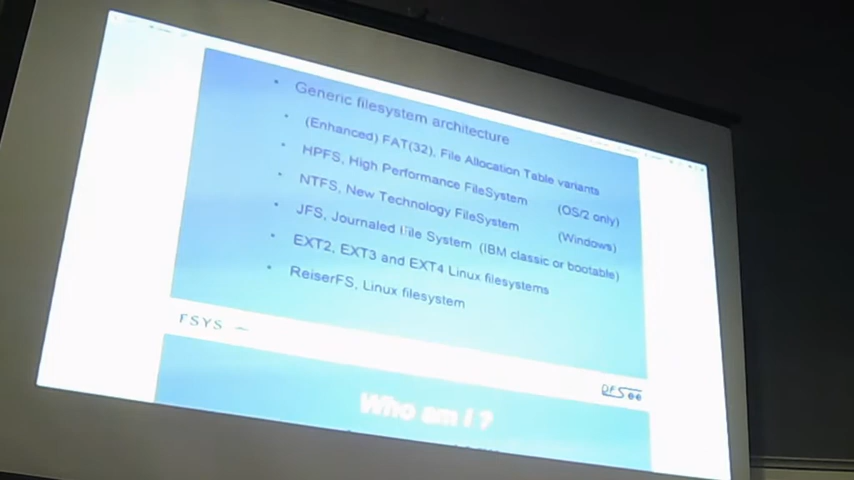 • Generic filesystem architecture
• (Enhanced) FAT(32), File Allocation Table variants
• HPFS, High Performance FileSystem (OS/2 only)
• NTFS, New Technology FileSystem (Windows)
• JFS, Journaled File System (IBM classic or bootable)
• EXT2, EXT3 and EXT4 Linux filesystems
• ReiserFS, Linux filesystem
FSYS –
DFSee
Who am I ?